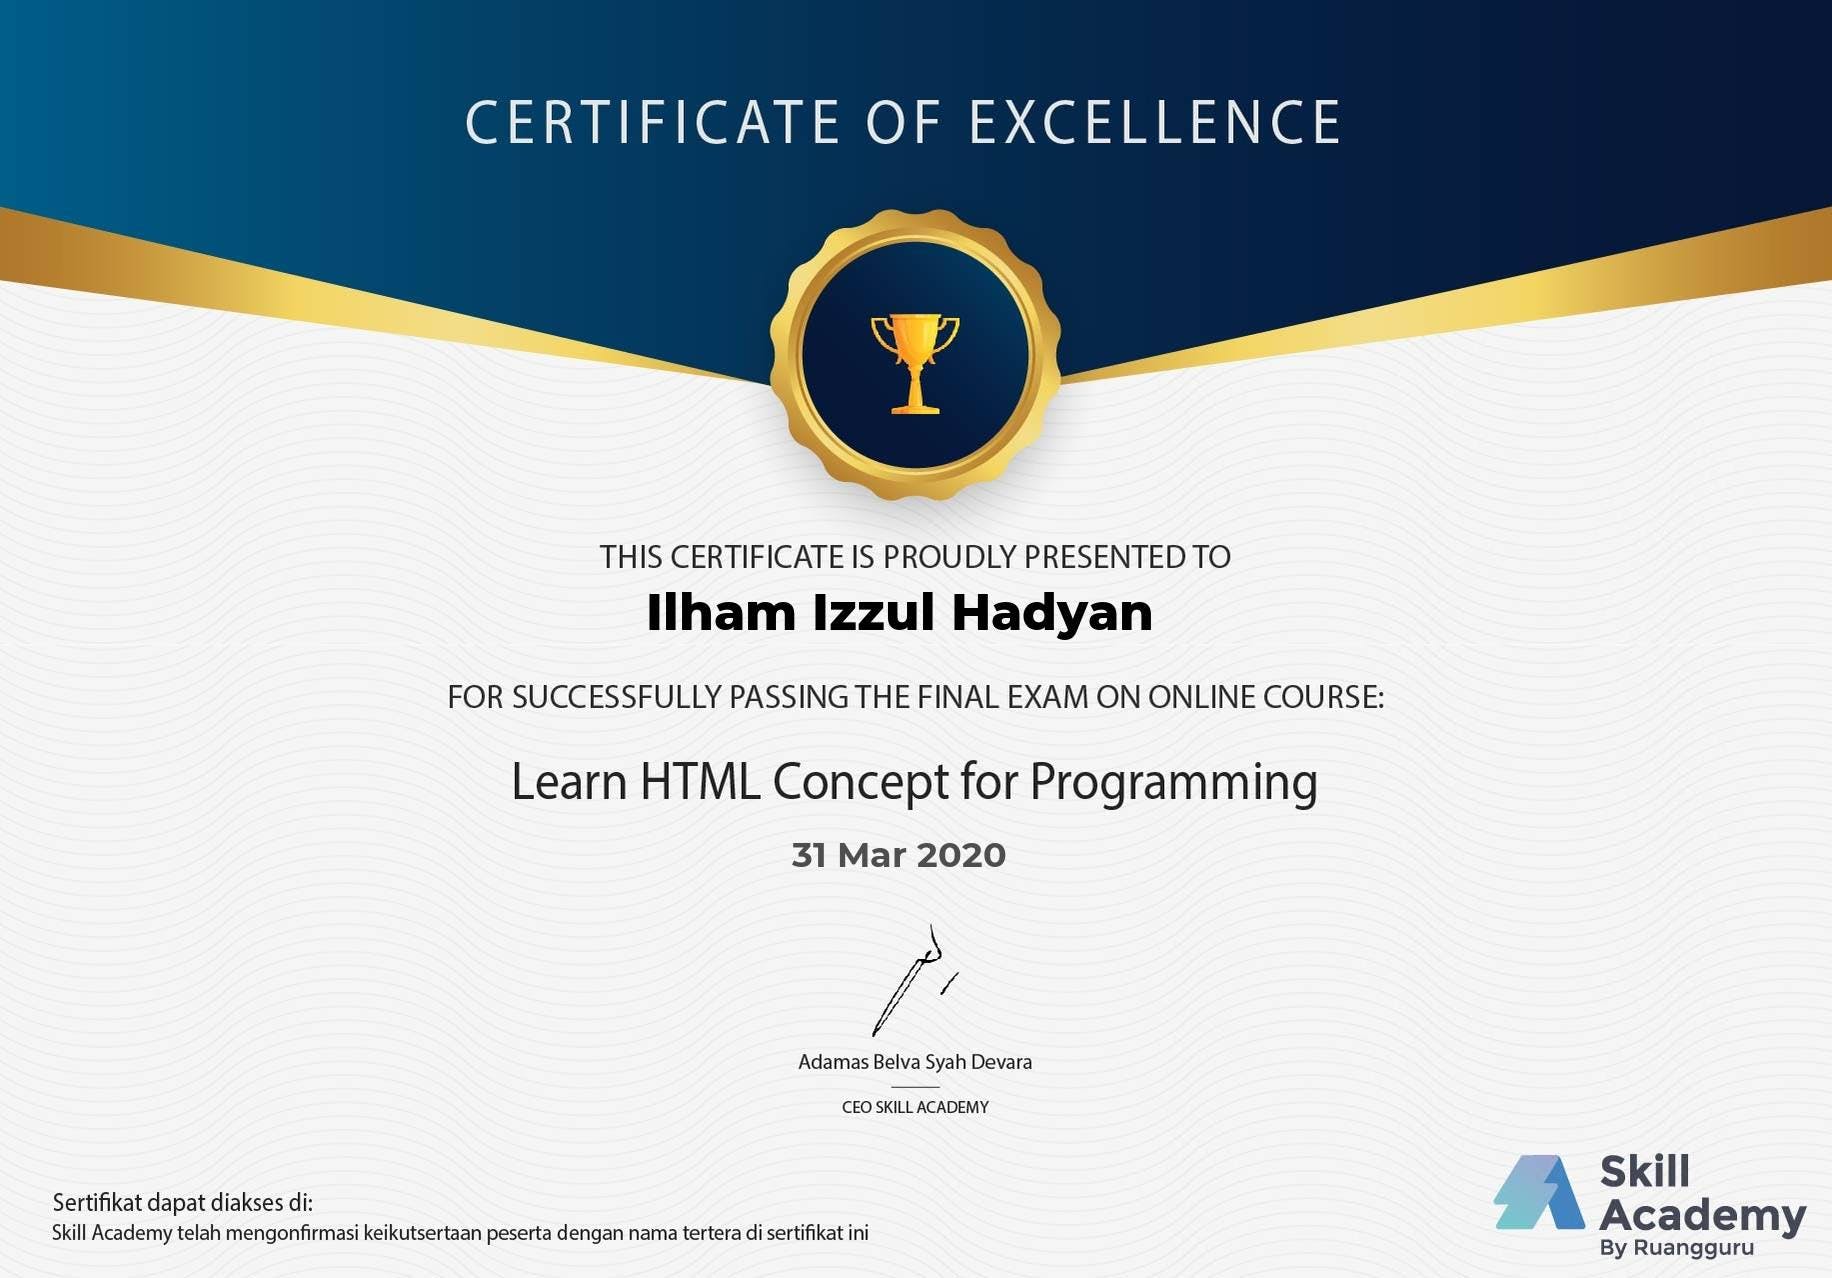 CERTIFICATE OF EXCELLENCE
THIS CERTIFICATE IS PROUDLY PRESENTED TO
Ilham Izzul Hadyan
FOR SUCCESSFULLY PASSING THE FINAL EXAM ON ONLINE COURSE:
Learn HTML Concept for Programming
31 Mar 2020
Adamas Belva Syah Devara
CEO SKILL ACADEMY
Sertifikat dapat diakses di:
Skill Academy telah mengonfirmasi keikutsertaan peserta dengan nama tertera di sertifikat ini
Skill
Academy
By Ruangguru